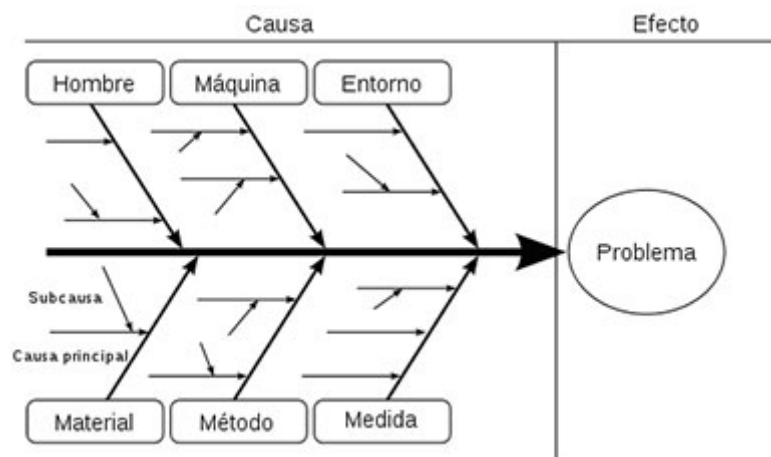 Causa
Efecto
Hombre
Máquina
Entorno
Problema
Subcausa
Causa principal
Material
Método
Medida